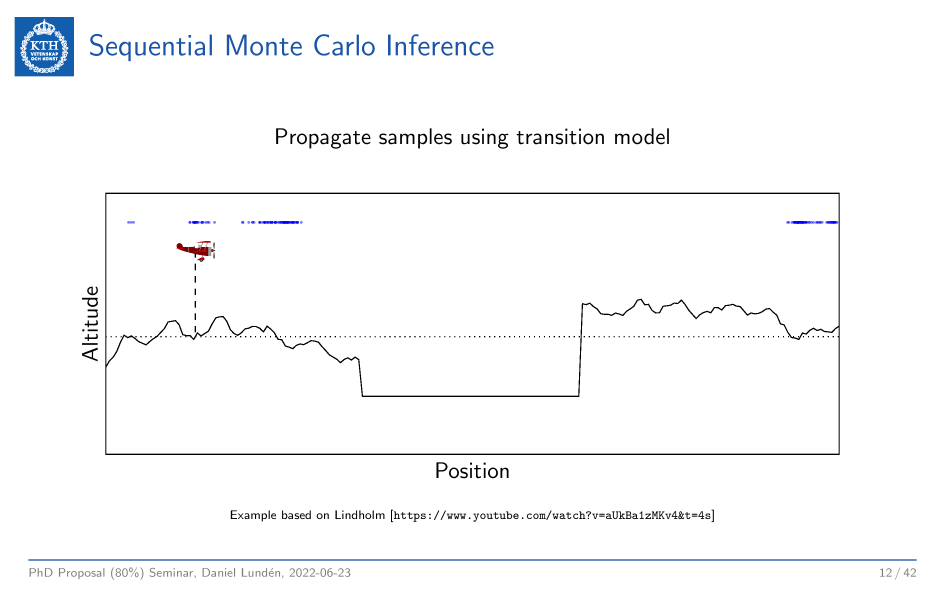 KTH
VETENSKAP
OCH KONST
Sequential Monte Carlo Inference
Propagate samples using transition model
Altitude
Position
Example based on Lindholm [https://www.youtube.com/watch?v=aUkBa1zMKv4&t=4s]
PhD Proposal (80%) Seminar, Daniel Lundén, 2022-06-23
12 / 42